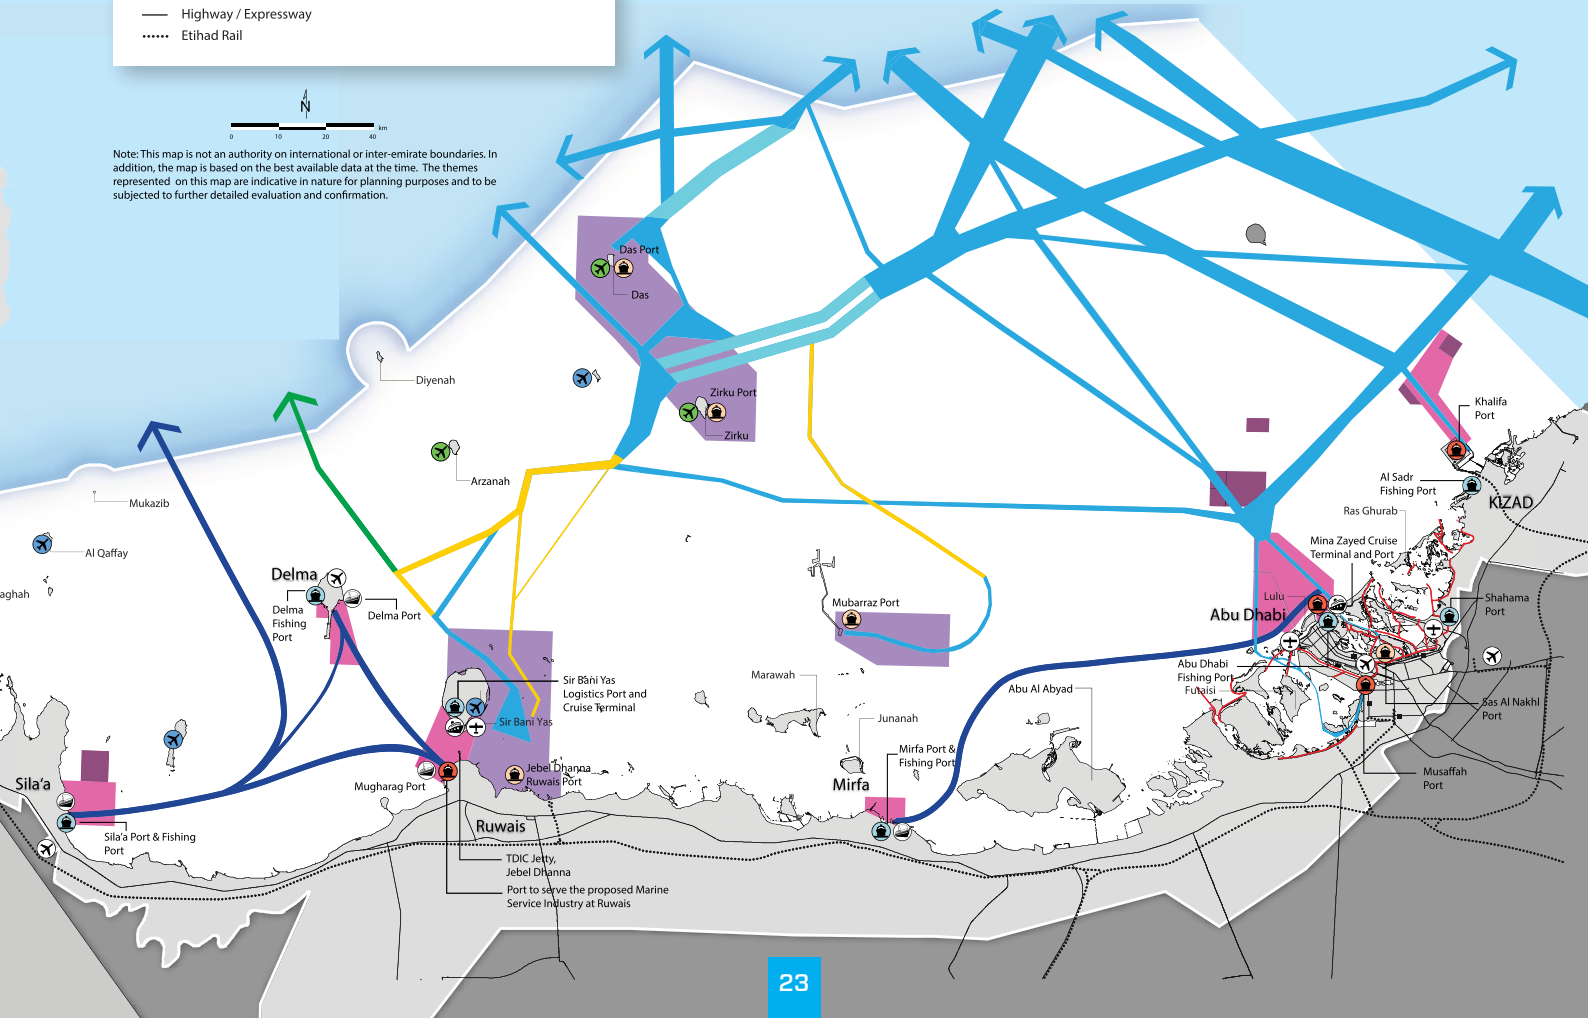 Highway / Expressway
Etihad Rail
N
km
0 10 20 40
Note: This map is not an authority on international or inter-emirate boundaries. In
addition, the map is based on the best available data at the time. The themes
represented on this map are indicative in nature for planning purposes and to be
subjected to further detailed evaluation and confirmation.
Das Port
Das
Diyenah
Zirku Port
Zirku
Arzanah
Mukazib
Al Qaffay
aghah
Delma
Delma
Fishing
Port
Delma Port
Khalifa
Port
Al Sadr
Fishing Port
KIZAD
Ras Ghurab
Mina Zayed Cruise
Terminal and Port
Lulu
Abu Dhabi
Shahama
Port
Mubarraz Port
Marawah
Junanah
Abu Al Abyad
Abu Dhabi
Fishing Port
Futaisi
Sas Al Nakhl
Port
Musaffah
Port
Sir Bani Yas
Logistics Port and
Cruise Terminal
Sir Bani Yas
Jebel Dhanna
Ruwais Port
Mugharag Port
Mirfa Port &
Fishing Port
Mirfa
Sila'a
Sila'a Port & Fishing
Port
Ruwais
TDIC Jetty,
Jebel Dhanna
Port to serve the proposed Marine
Service Industry at Ruwais
23